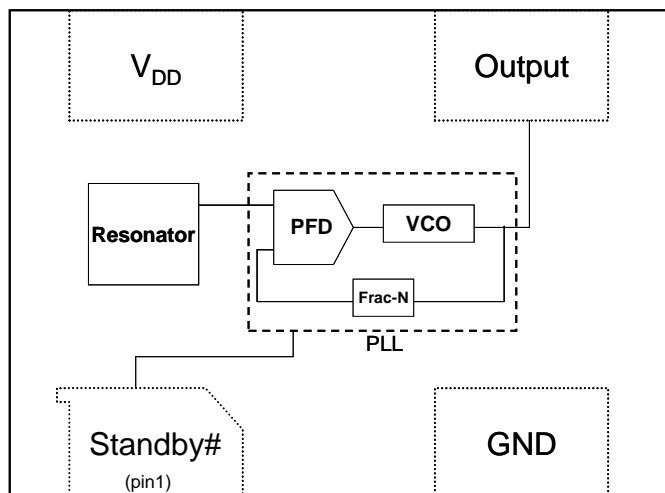 VDD
Output
Resonator
PFD
VCO
Frac-N
PLL
Standby#
(pin1)
GND